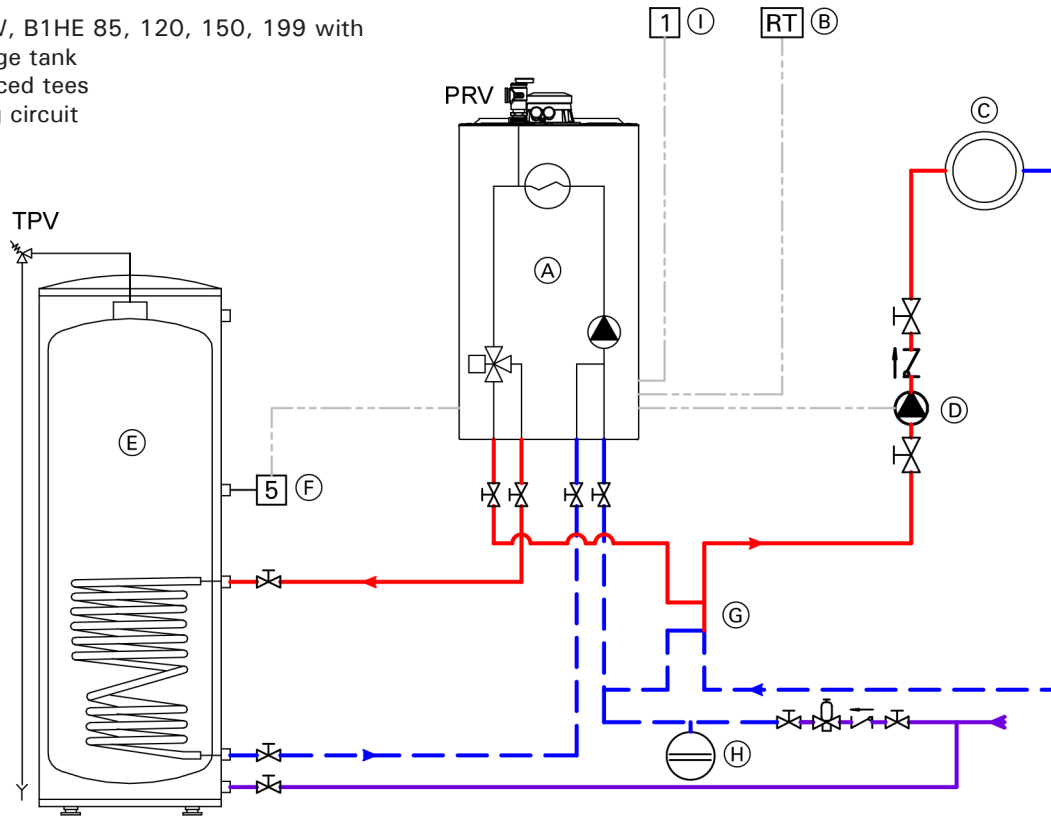 W, B1HE 85, 120, 150, 199 with
ge tank
ced tees
g circuit
1 I
RT B
PRV
C
TPV
A
D
E
5 F
G
H